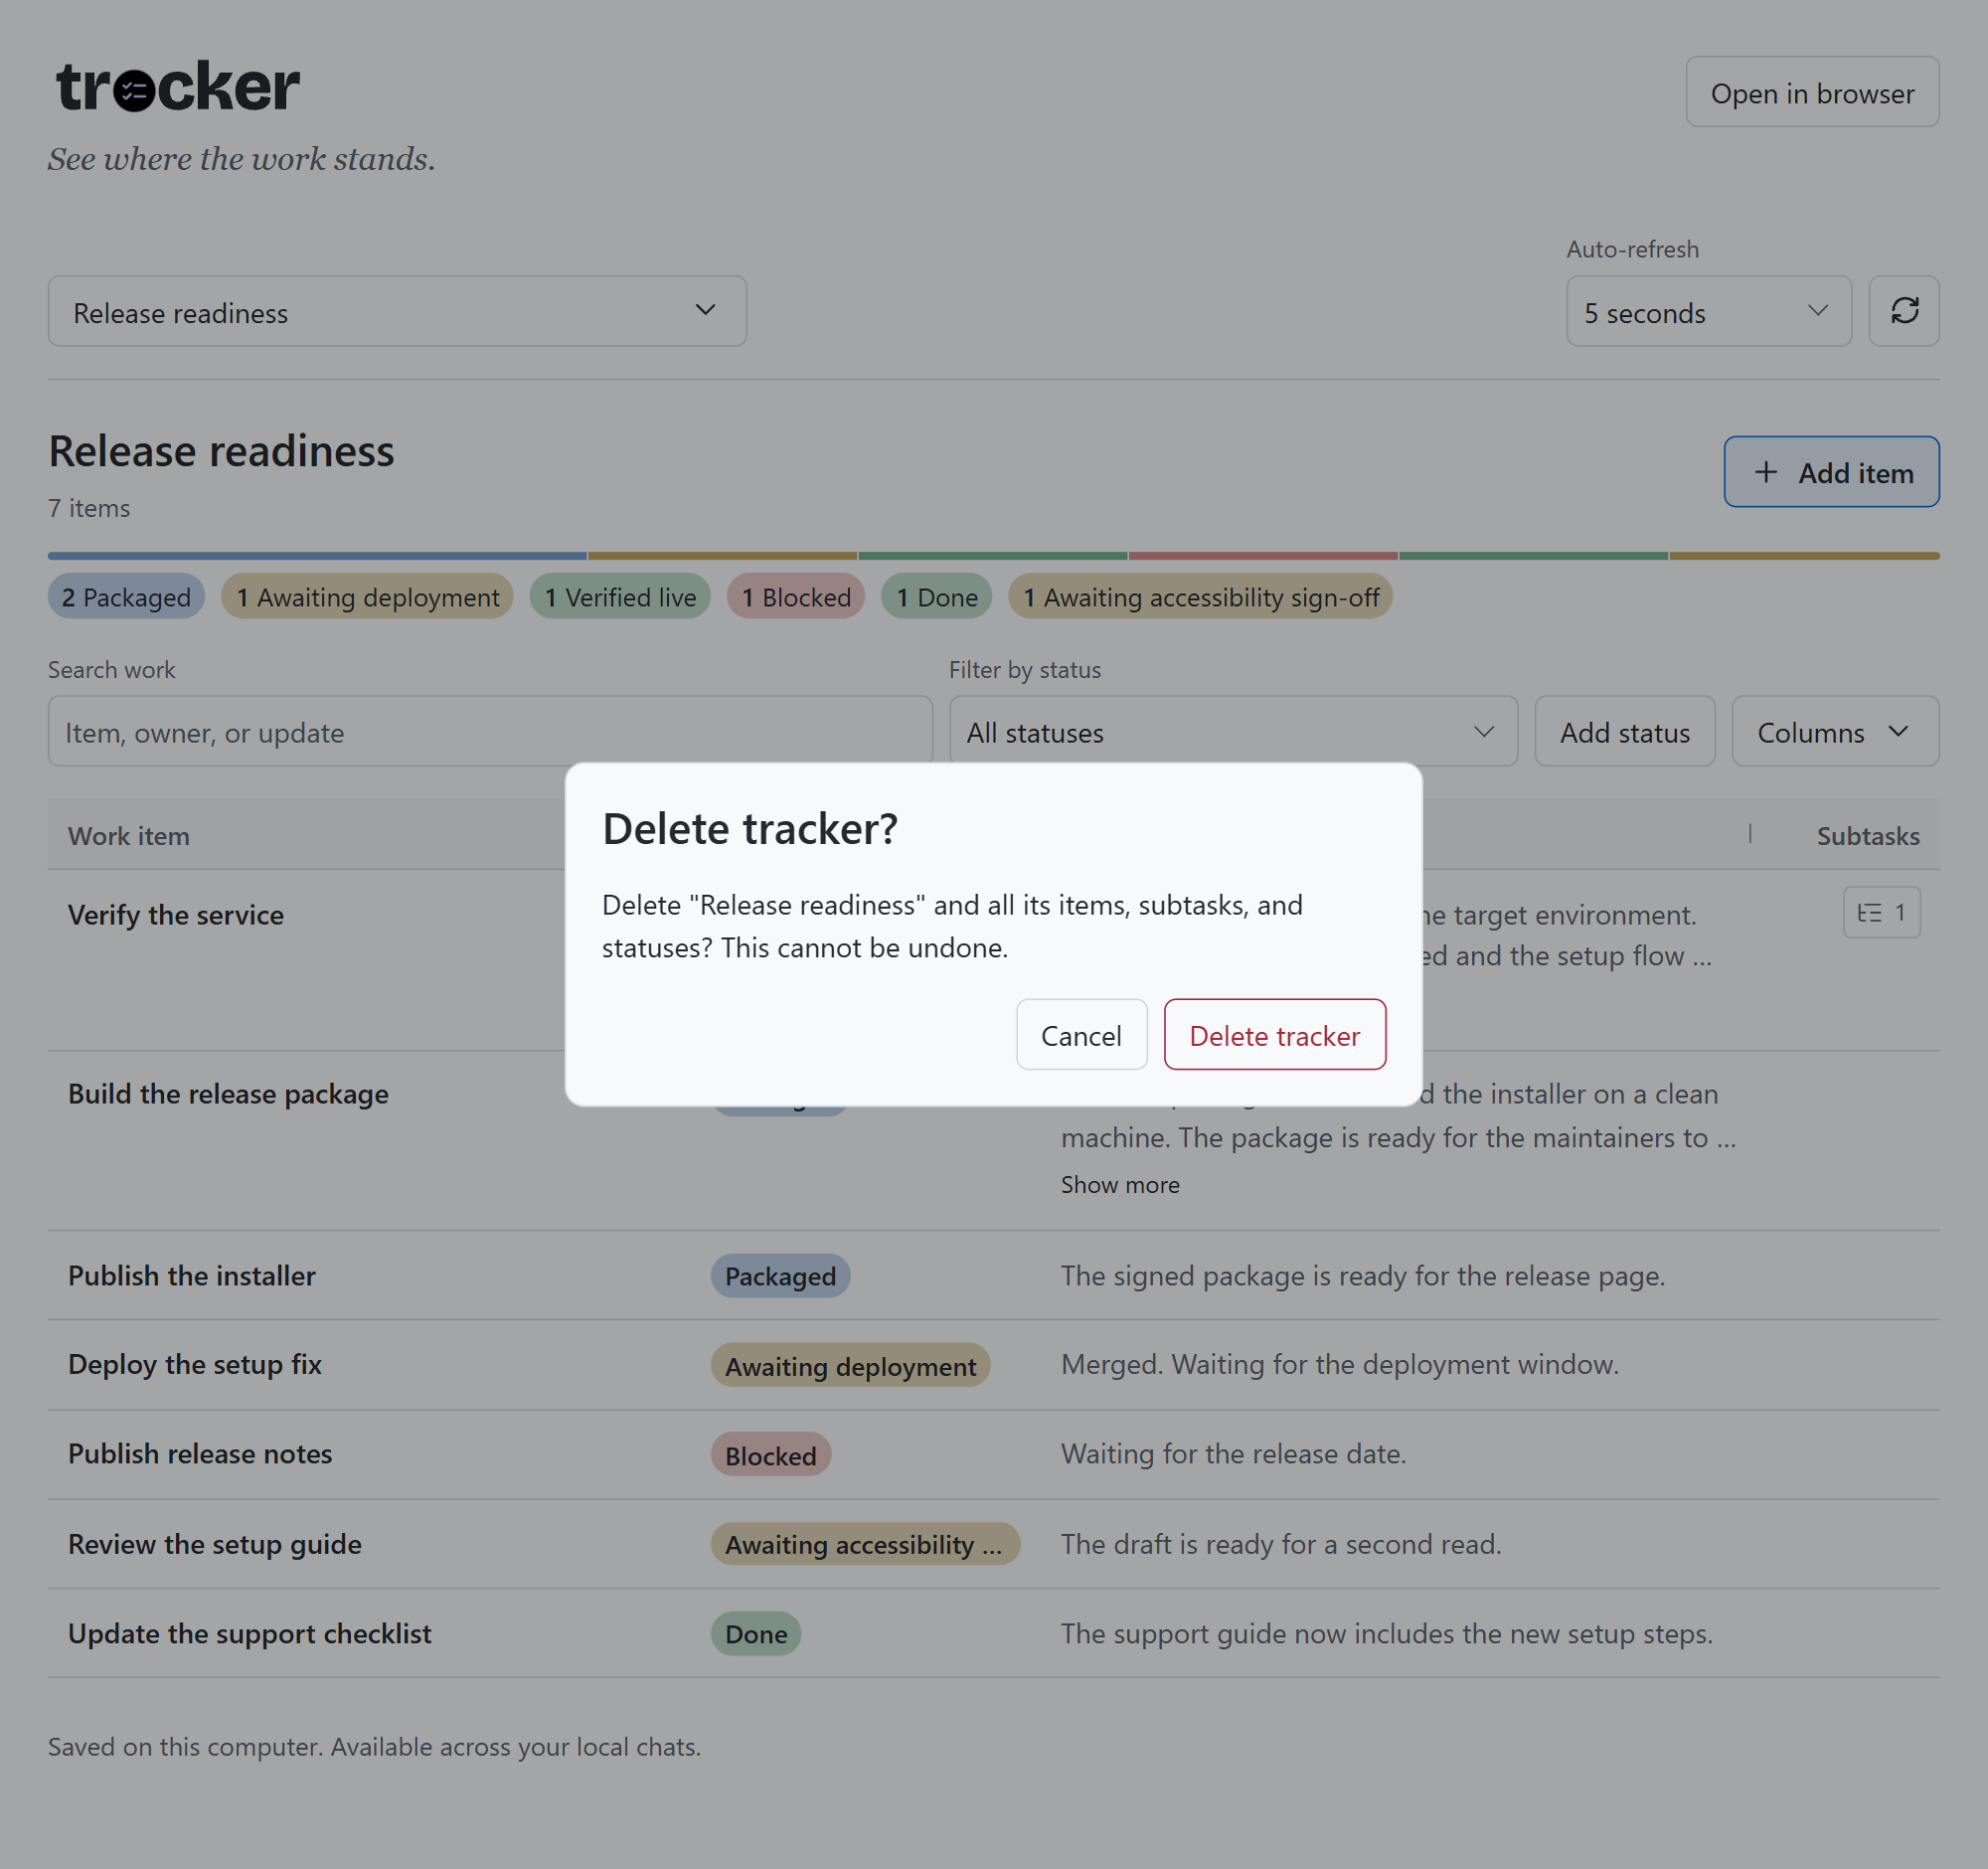 tracker
Open in browser
See where the work stands.
Auto-refresh
Release readiness
5 seconds
Release readiness
Add item
7 items
2 Packaged
1 Awaiting deployment
1 Verified live
1 Blocked
1 Done
1 Awaiting accessibility sign-off
Search work
Filter by status
Item, owner, or update
All statuses
Add status
Columns
Work item
Subtasks
Delete tracker?
Delete "Release readiness" and all its items, subtasks, and
statuses? This cannot be undone.
Cancel
Delete tracker
Verify the service
target environment.
and the setup flow ...
1
Build the release package
the installer on a clean
machine. The package is ready for the maintainers to ...
Show more
Publish the installer
Packaged
The signed package is ready for the release page.
Deploy the setup fix
Awaiting deployment
Merged. Waiting for the deployment window.
Publish release notes
Blocked
Waiting for the release date.
Review the setup guide
Awaiting accessibility ...
The draft is ready for a second read.
Update the support checklist
Done
The support guide now includes the new setup steps.
Saved on this computer. Available across your local chats.